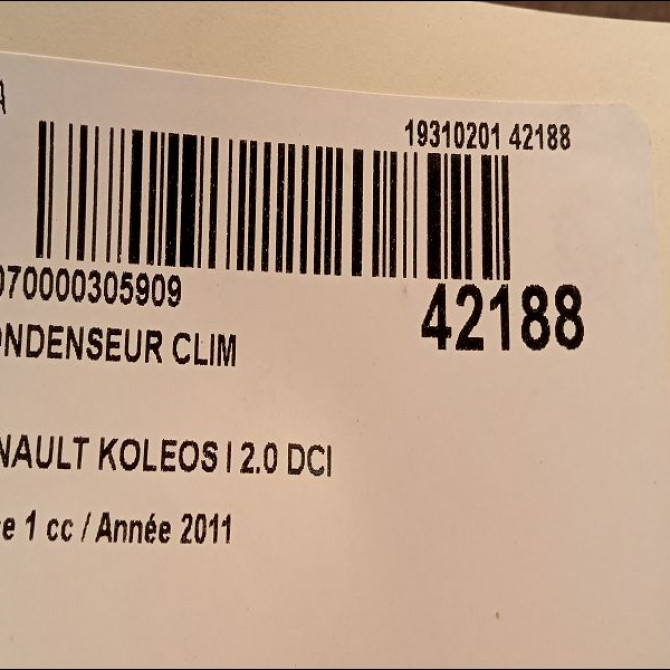 A
19310201 42188
070000305909
42188
ONDENSEUR CLIM
NAULT KOLEOS I 2.0 DCI
e 1 cc / Année 2011